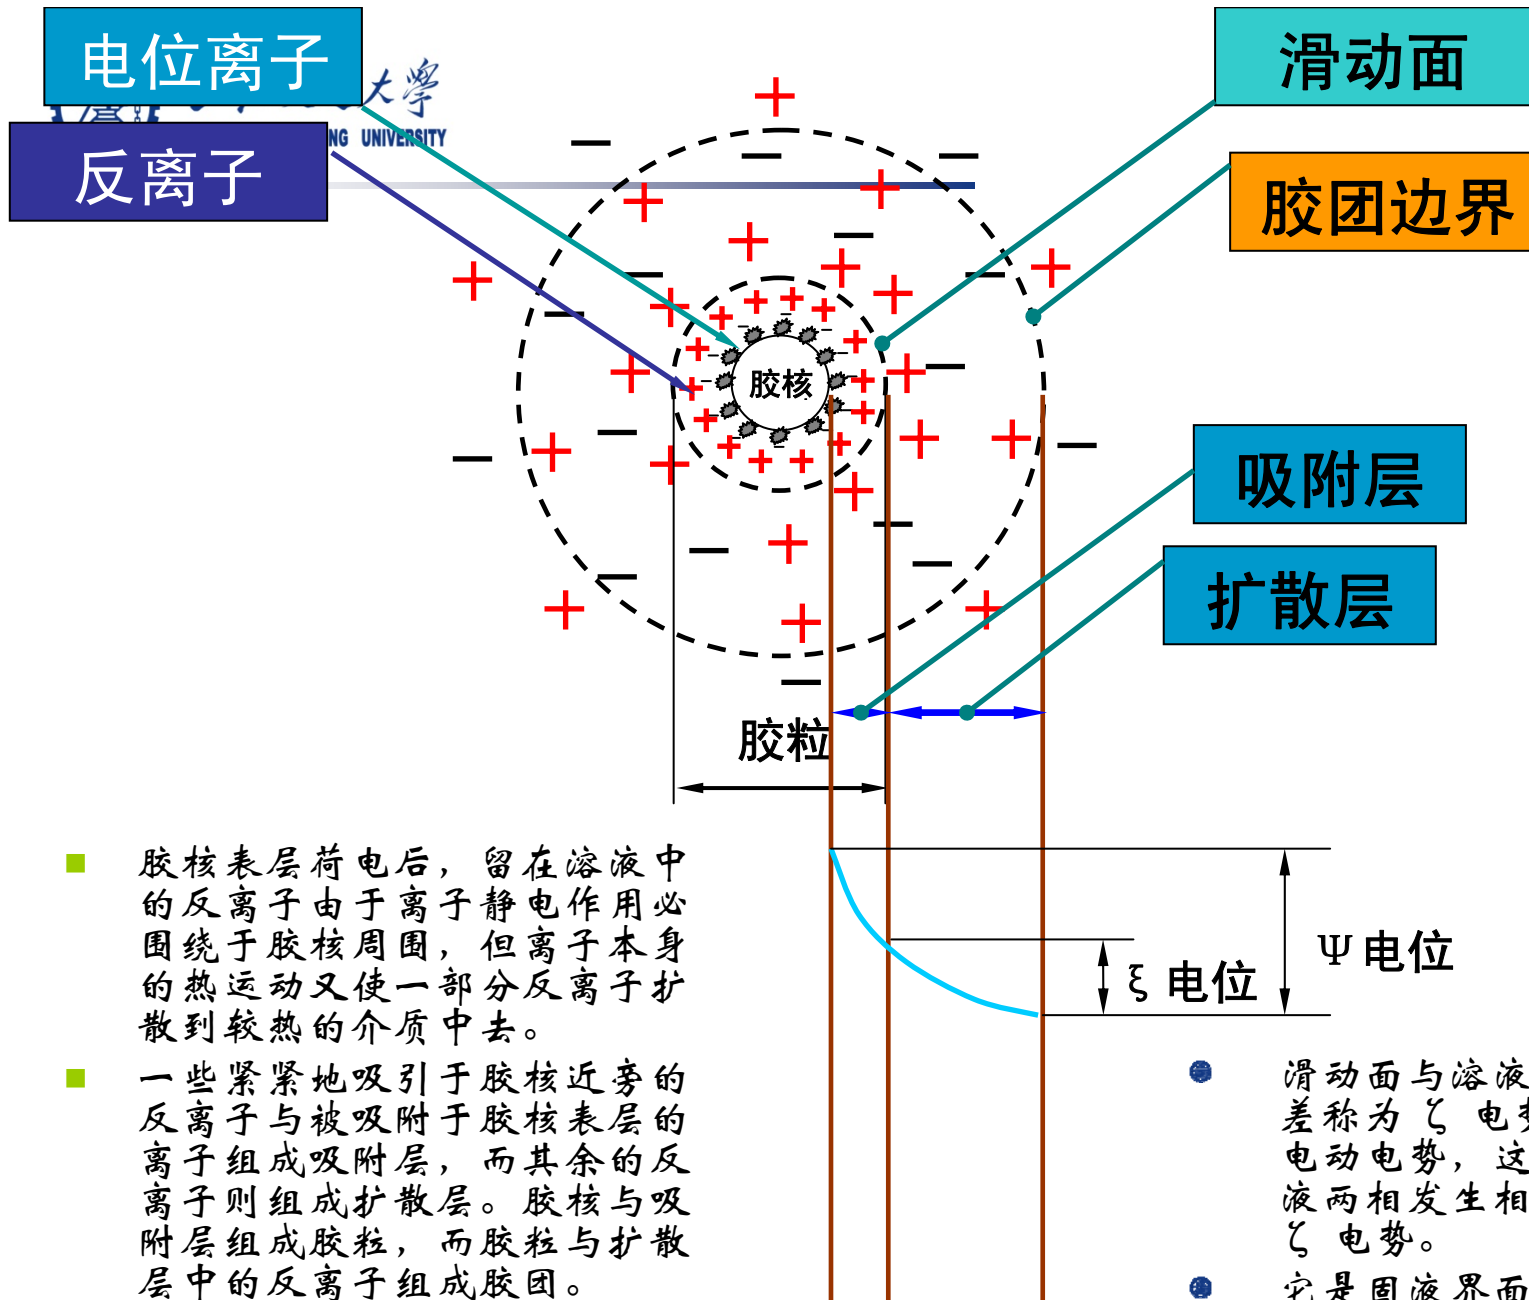 电位离子
大學
NG UNIVERSITY
反离子
滑动面
胶团边界
胶核
吸附层
扩散层
胶粒
Ψ 电位
ξ 电位
胶核表层荷电后，留在溶液中
的反离子由于离子静电作用必
围绕于胶核周围，但离子本身
的热运动又使一部分反离子扩
散到较热的介质中去。
一些紧紧地吸引于胶核近旁的
反离子与被吸附于胶核表层的
离子组成吸附层，而其余的反
离子则组成扩散层。胶核与吸
附层组成胶粒，而胶粒与扩散
层中的反离子组成胶团。
滑动面与溶液
差称为 ζ 电势
电动电势，这
液两相发生相
ζ 电势。
它是固液界面